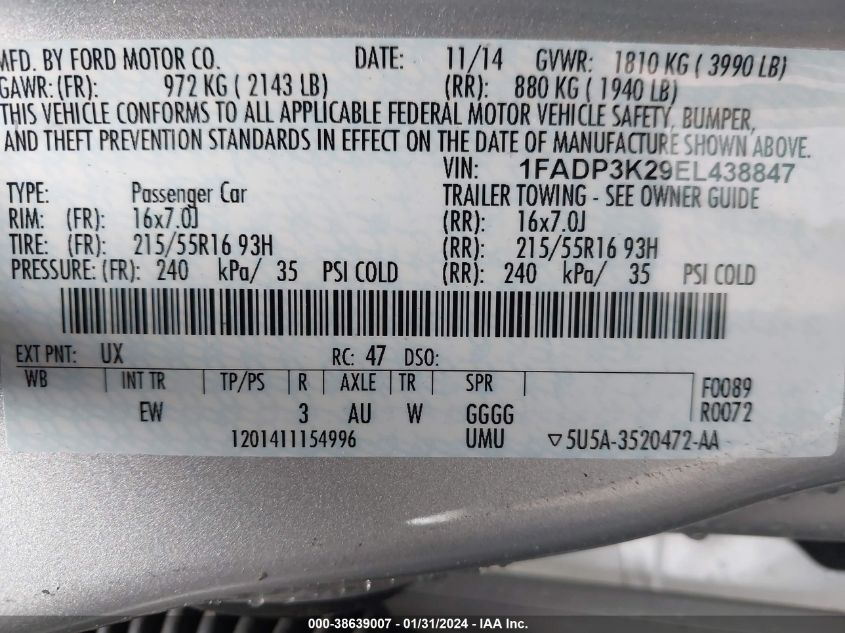 MFD. BY FORD MOTOR CO. DATE: 11/14 GVWR: 1810 KG ( 3990 LB)
GAWR:(FR): 972 KG ( 2143 LB) (RR): 880 KG ( 1940 LB)
THIS VEHICLE CONFORMS TO ALL APPLICABLE FEDERAL MOTOR VEHICLE SAFETY, BUMPER,
AND THEFT PREVENTION STANDARDS IN EFFECT ON THE DATE OF MANUFACTURE SHOWN ABOVE.
VIN: 1FADP3K29EL438847
TYPE: Passenger Car TRAILER TOWING - SEE OWNER GUIDE
RIM: (FR): 16x7.0J (RR): 16x7.0J
TIRE: (FR): 215/55R16 93H (RR): 215/55R16 93H
PRESSURE: (FR): 240 kPa/ 35 PSI COLD (RR): 240 kPa/ 35 PSI COLD
EXT PNT: UX RC: 47 DSO:
WB INT TR TP/PS R AXLE TR SPR F0089
EW 3 AU W GGGG R0072
1201411154996 UMU ▽5U5A-3520472-AA
000-38639007 - 01/31/2024 - IAA Inc.